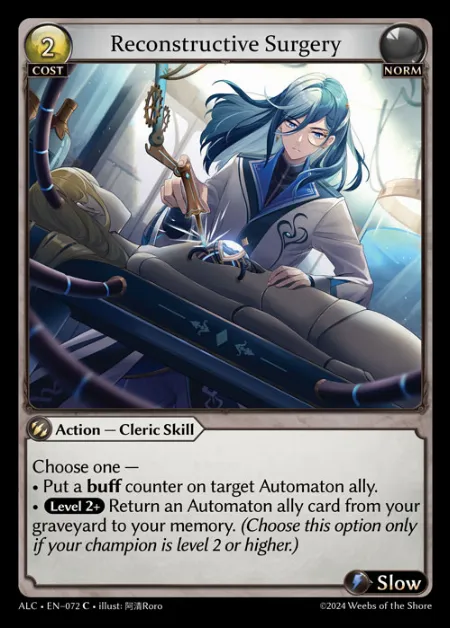 2
Reconstructive Surgery
COST
NORM
Action — Cleric Skill
Choose one —
• Put a buff counter on target Automaton ally.
• Level 2+ Return an Automaton ally card from your
graveyard to your memory. (Choose this option only
if your champion is level 2 or higher.)
Slow
ALC • EN–072 C • illust: 阿清Roro
©2024 Weebs of the Shore